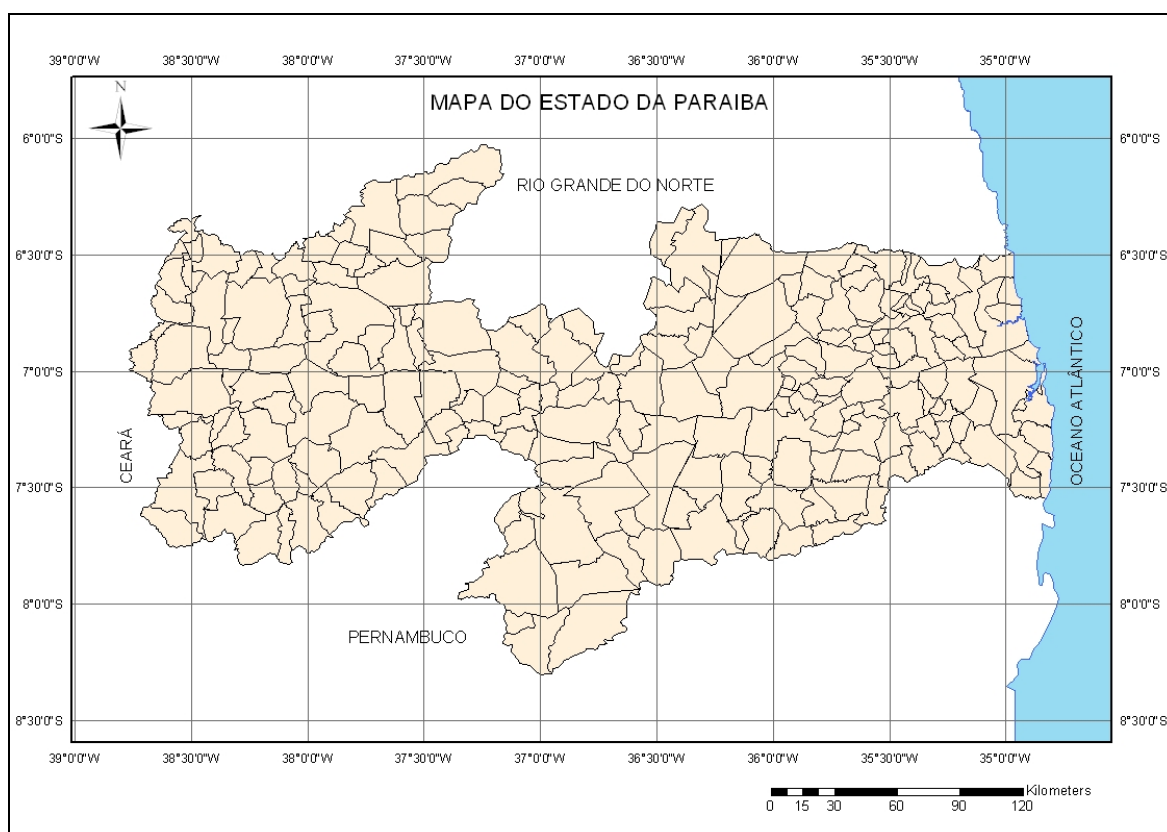 39°0'0"W 38°30'0"W 38°0'0"W 37°30'0"W 37°0'0"W 36°30'0"W 36°0'0"W 35°30'0"W 35°0'0"W
N
MAPA DO ESTADO DA PARAIBA
6°0'0"S 6°0'0"S
RIO GRANDE DO NORTE
6°30'0"S 6°30'0"S
7°0'0"S 7°0'0"S
OCEANO ATLÂNTICO
CEARÁ
7°30'0"S 7°30'0"S
8°0'0"S 8°0'0"S
PERNAMBUCO
8°30'0"S 8°30'0"S
39°0'0"W 38°30'0"W 38°0'0"W 37°30'0"W 37°0'0"W 36°30'0"W 36°0'0"W 35°30'0"W 35°0'0"W
Kilometers
0 15 30 60 90 120